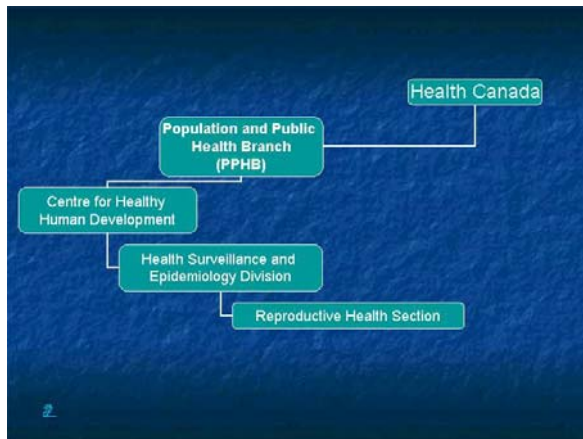 Health Canada
Population and Public
Health Branch
(PPHB)
Centre for Healthy
Human Development
Health Surveillance and
Epidemiology Division
Reproductive Health Section
2